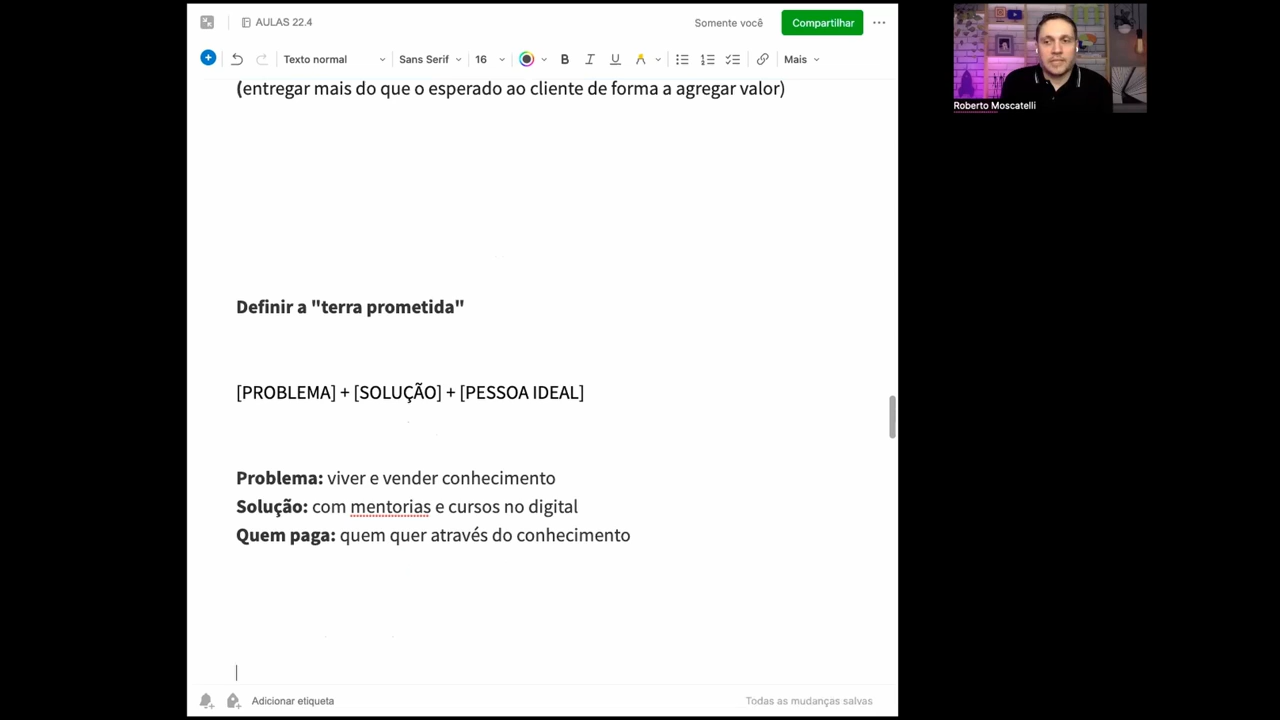 AULAS 22.4
Somente você
Compartilhar
Texto normal
Sans Serif
16
B
I
U
A
Mais
(entregar mais do que o esperado ao cliente de forma a agregar valor)
Definir a "terra prometida"
[PROBLEMA] + [SOLUÇÃO] + [PESSOA IDEAL]
Problema: viver e vender conhecimento
Solução: com mentorias e cursos no digital
Quem paga: quem quer através do conhecimento
Adicionar etiqueta
Todas as mudanças salvas
Roberto Moscatelli